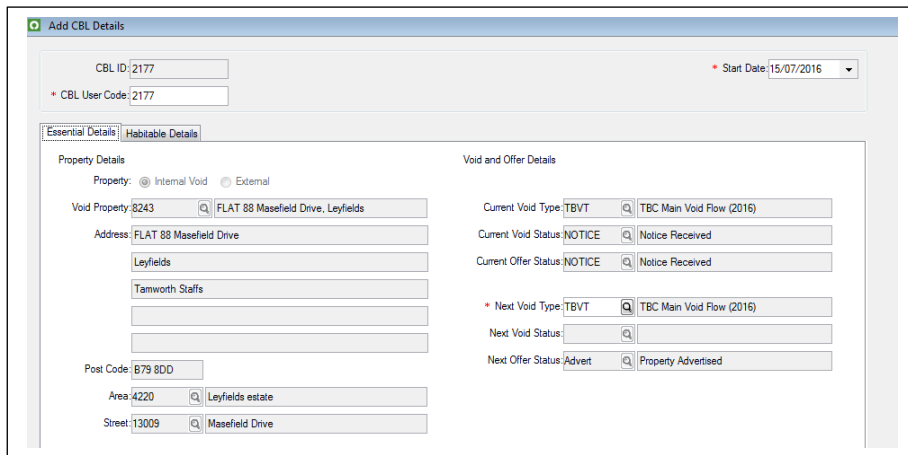 Add CBL Details
CBL ID: 2177
* Start Date: 15/07/2016
* CBL User Code: 2177
Essential Details Habitable Details
Property Details
Property: Internal Void External
Void Property: 8243 FLAT 88 Masefield Drive, Leyfields
Address: FLAT 88 Masefield Drive
Leyfields
Tamworth Staffs
Post Code: B79 8DD
Area: 4220 Leyfields estate
Street: 13009 Masefield Drive
Void and Offer Details
Current Void Type: TBVT TBC Main Void Flow (2016)
Current Void Status: NOTICE Notice Received
Current Offer Status: NOTICE Notice Received
* Next Void Type: TBVT TBC Main Void Flow (2016)
Next Void Status:
Next Offer Status: Advert Property Advertised